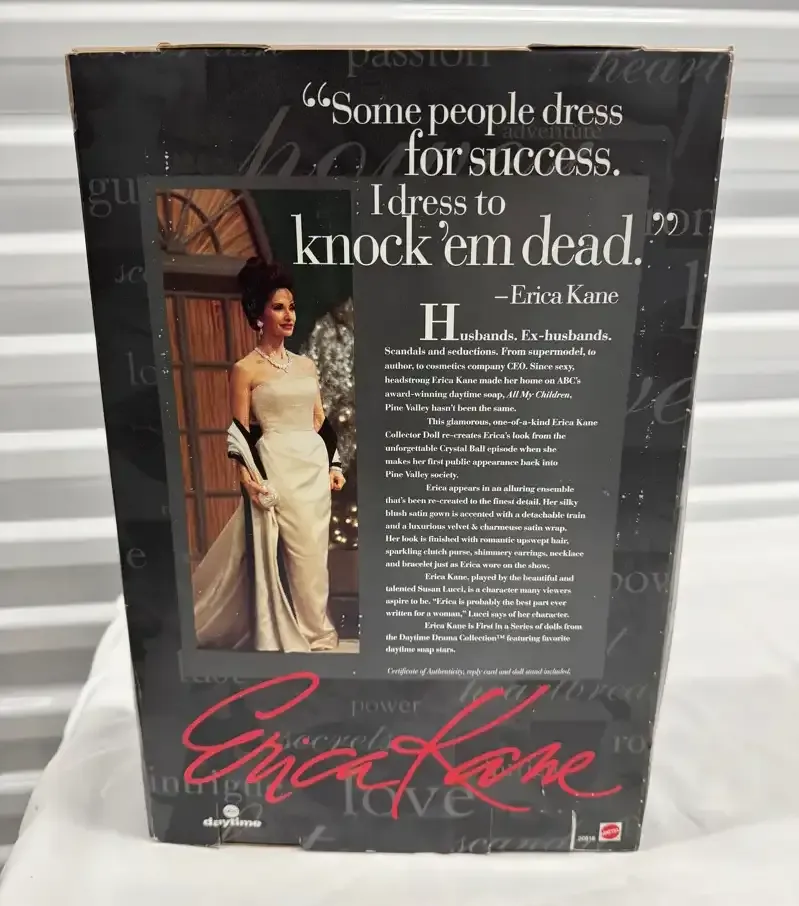 passion
heart
“Some people dress
adventure
for success.
I dress to
knock ’em dead.”
–Erica Kane
Husbands. Ex-husbands.
Scandals and seductions. From supermodel, to
author, to cosmetics company CEO. Since sexy,
headstrong Erica Kane made her home on ABC’s
award-winning daytime soap, All My Children,
Pine Valley hasn’t been the same.
This glamorous, one-of-a-kind Erica Kane
Collector Doll re-creates Erica’s look from the
unforgettable Crystal Ball episode when she
makes her first public appearance back into
Pine Valley society.
Erica appears in an alluring ensemble
that’s been re-created to the finest detail. Her silky
blush satin gown is accented with a detachable train
and a luxurious velvet & charmeuse satin wrap.
Her look is finished with romantic upswept hair,
sparkling clutch purse, shimmery earrings, necklace
and bracelet just as Erica wore on the show.
Erica Kane, played by the beautiful and
talented Susan Lucci, is a character many viewers
aspire to be. “Erica is probably the best part ever
written for a woman,” Lucci says of her character.
Erica Kane is First in a Series of dolls from
the Daytime Drama Collection™ featuring favorite
daytime soap stars.
Certificate of Authenticity, reply card and doll stand included.
power
secrets
Erica Kane
love
abc
daytime
20816
MATTEL